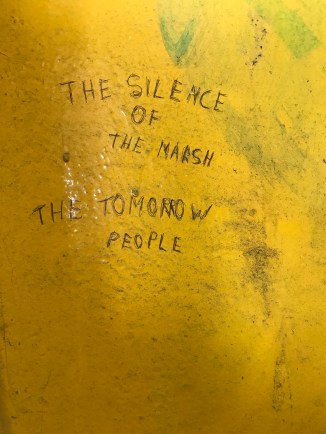 THE SILENCE
OF
THE MARSH
THE TOMORROW
PEOPLE